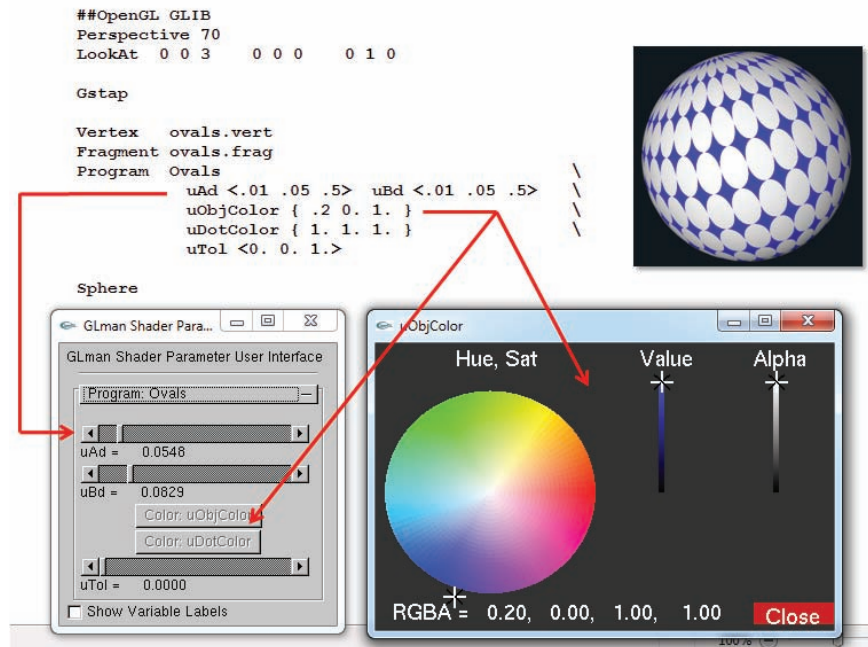 ##OpenGL GLIB
Perspective 70
LookAt 0 0 3 0 0 0 0 1 0
Gstap
Vertex ovals.vert
Fragment ovals.frag
Program Ovals \
uAd <.01 .05 .5> uBd <.01 .05 .5> \
uObjColor { .2 0. 1. } \
uDotColor { 1. 1. 1. } \
uTol <0. 0. 1.>
Sphere
GLman Shader Para...
GLman Shader Parameter User Interface
Program: Ovals
uAd = 0.0548
uBd = 0.0829
Color: uObjColor
Color: uDotColor
uTol = 0.0000
Show Variable Labels
uObjColor
Hue, Sat Value Alpha
RGBA = 0.20, 0.00, 1.00, 1.00
Close
100%